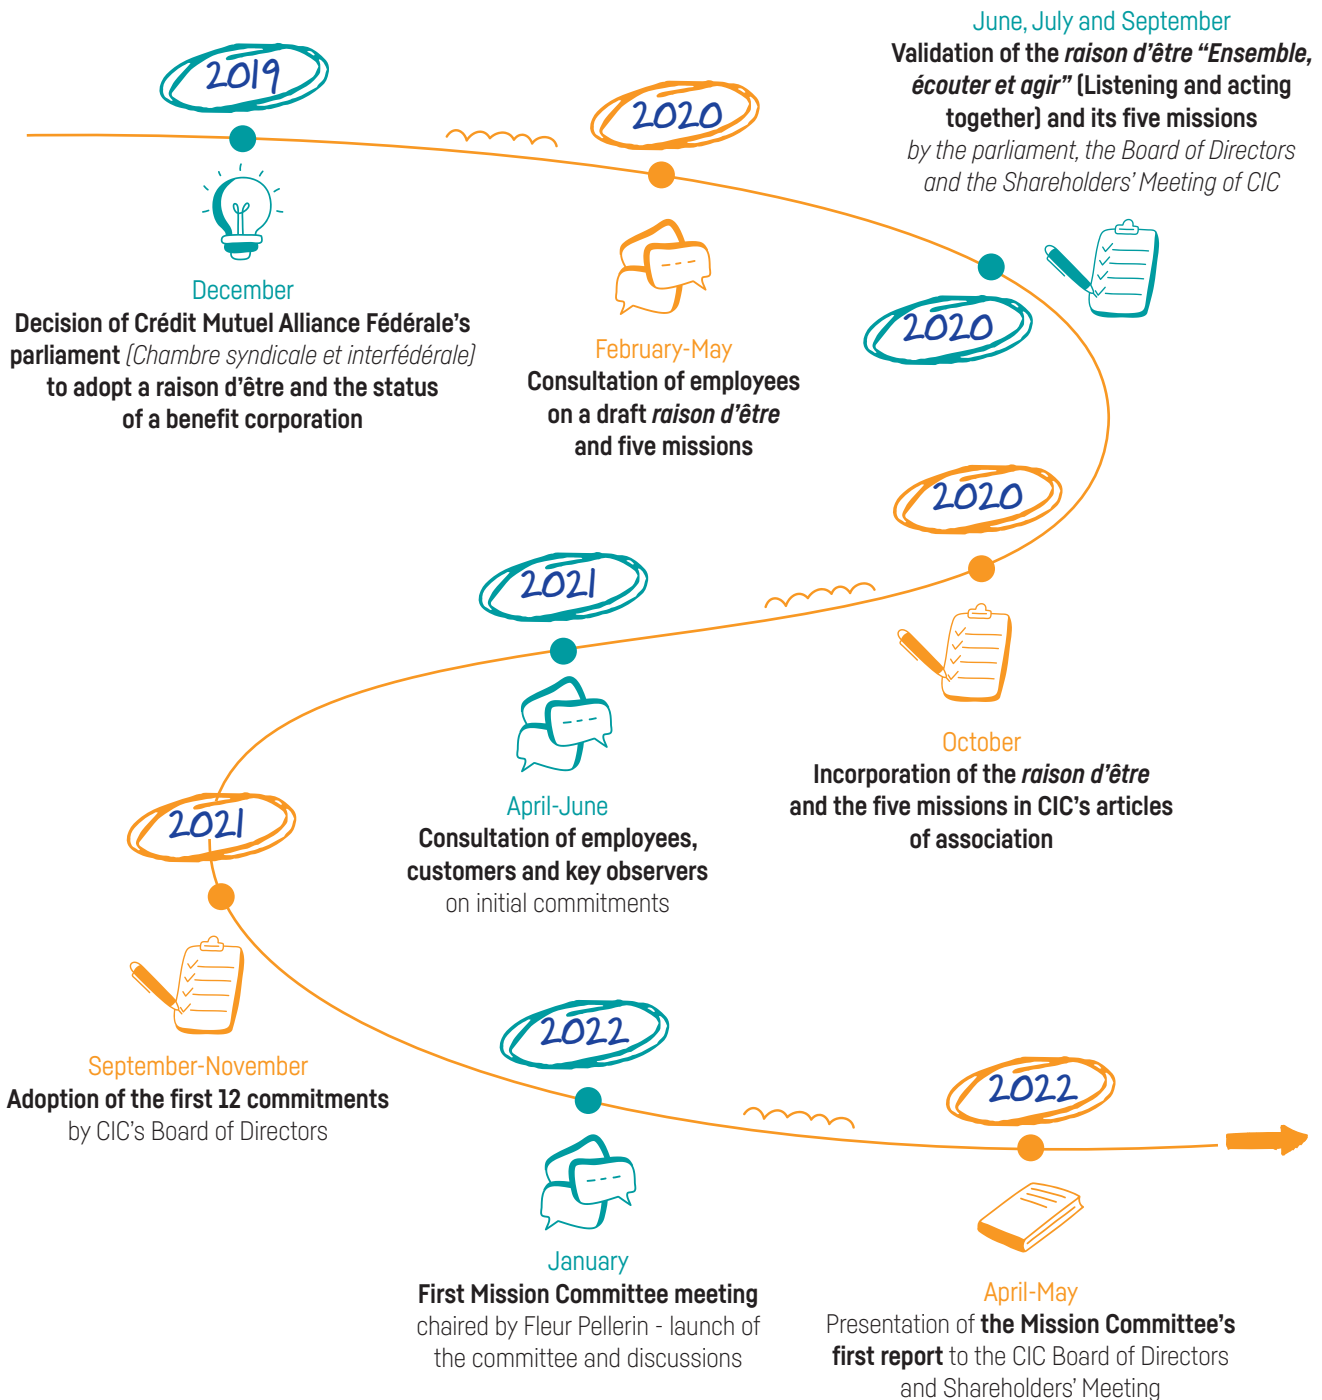 2019
December
Decision of Crédit Mutuel Alliance Fédérale's
parliament (Chambre syndicale et interfédérale)
to adopt a raison d'être and the status
of a benefit corporation
2020
February-May
Consultation of employees
on a draft raison d'être
and five missions
June, July and September
Validation of the raison d'être “Ensemble,
écouter et agir” (Listening and acting
together) and its five missions
by the parliament, the Board of Directors
and the Shareholders' Meeting of CIC
2020
2020
October
Incorporation of the raison d'être
and the five missions in CIC's articles
of association
2021
April-June
Consultation of employees,
customers and key observers
on initial commitments
2021
September-November
Adoption of the first 12 commitments
by CIC's Board of Directors
2022
January
First Mission Committee meeting
chaired by Fleur Pellerin - launch of
the committee and discussions
2022
April-May
Presentation of the Mission Committee's
first report to the CIC Board of Directors
and Shareholders' Meeting